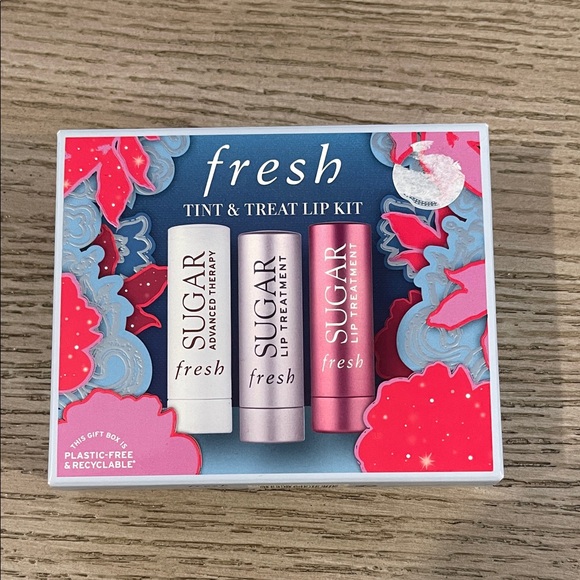 fresh
TINT & TREAT LIP KIT
SUGAR
ADVANCED THERAPY
fresh
SUGAR
LIP TREATMENT
fresh
SUGAR
LIP TREATMENT
fresh
THIS GIFT BOX IS
PLASTIC-FREE
& RECYCLABLE*